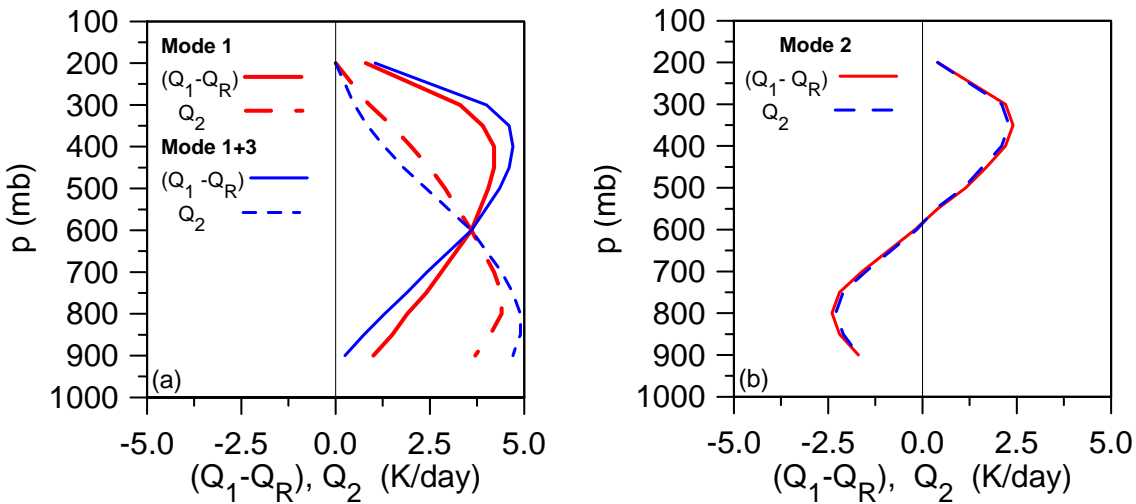 100
200
300
400
500
600
700
800
900
1000
p (mb)
Mode 1
(Q1-QR)
Q2
Mode 1+3
(Q1-QR)
Q2
(a)
-5.0 -2.5 0.0 2.5 5.0
(Q1-QR), Q2 (K/day)
100
200
300
400
500
600
700
800
900
1000
p (mb)
Mode 2
(Q1- QR)
Q2
(b)
-5.0 -2.5 0.0 2.5 5.0
(Q1-QR), Q2 (K/day)